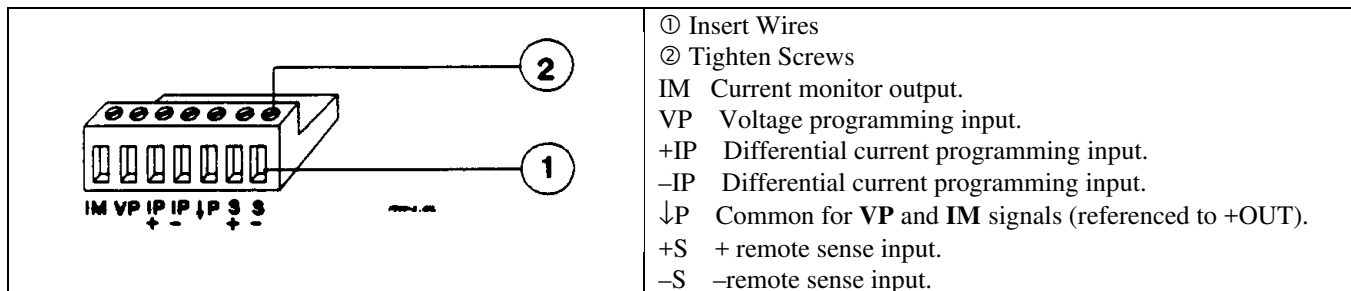 2
1
IM VP IP IP ↓P S S
+ - + -
① Insert Wires
② Tighten Screws
IM Current monitor output.
VP Voltage programming input.
+IP Differential current programming input.
–IP Differential current programming input.
↓P Common for VP and IM signals (referenced to +OUT).
+S + remote sense input.
–S –remote sense input.